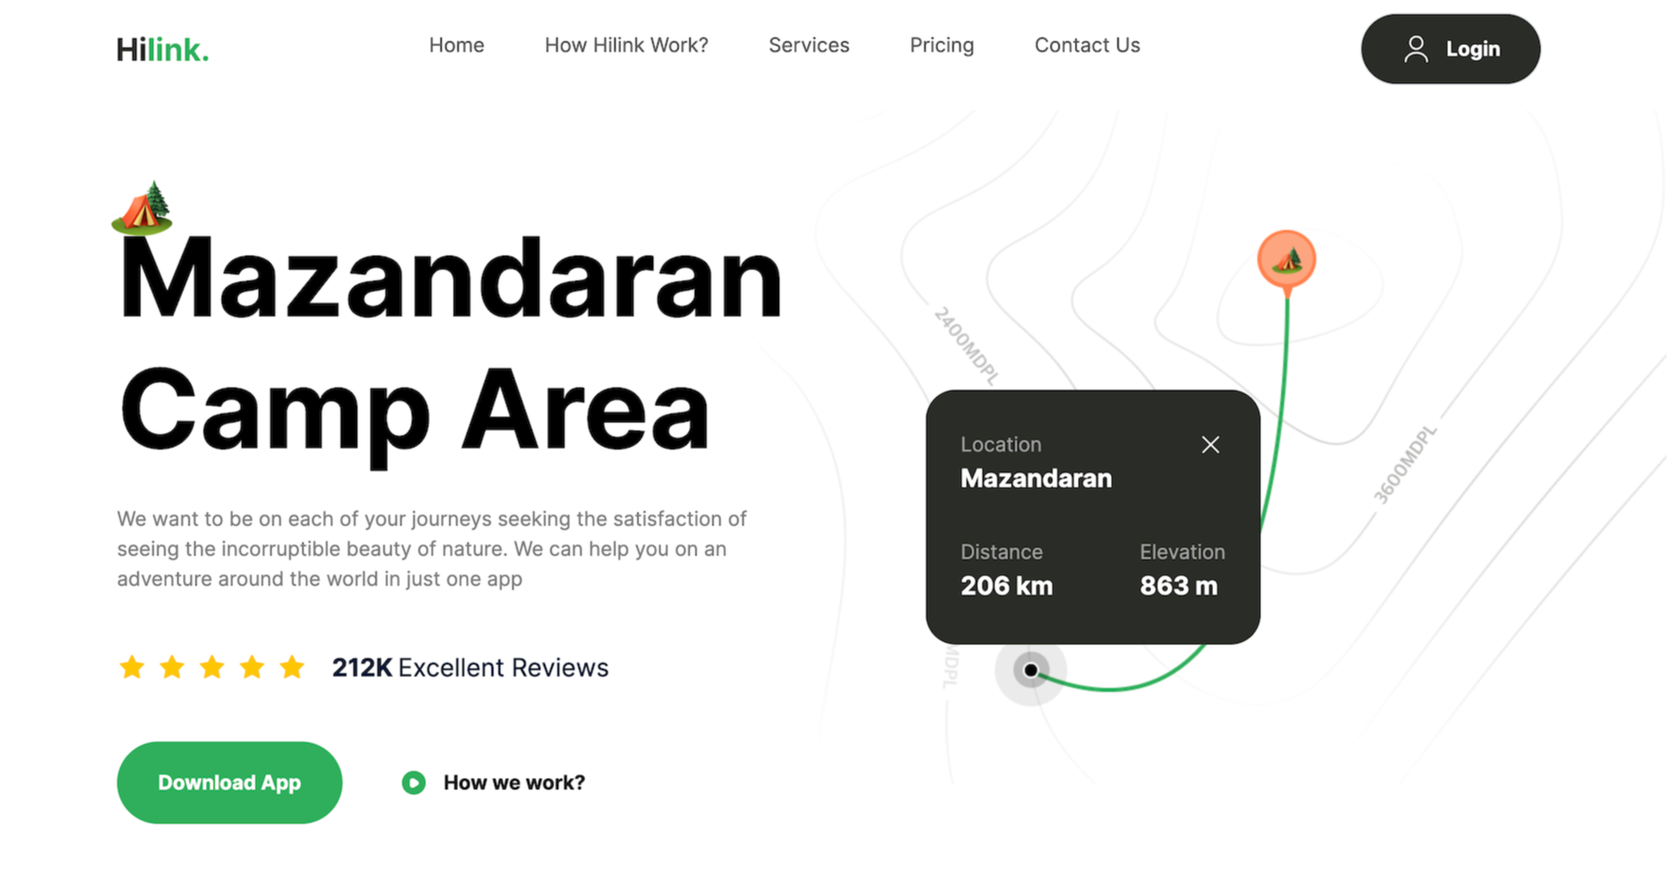 Hilink.
Home
How Hilink Work?
Services
Pricing
Contact Us
Login
Mazandaran
Camp Area
We want to be on each of your journeys seeking the satisfaction of
seeing the incorruptible beauty of nature. We can help you on an
adventure around the world in just one app
212K Excellent Reviews
Download App
How we work?
2400MDPL
Location
Mazandaran
Distance
206 km
Elevation
863 m
3600MDPL
MDPL